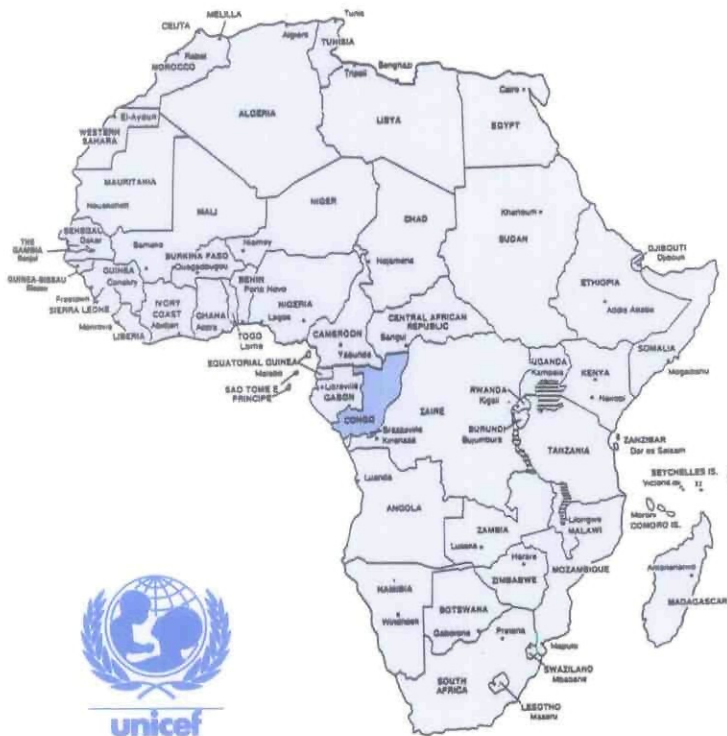 MELILLA
CEUTA
Tunis
Algiers
TUNISIA
Rabat
MOROCCO
Tripoli
Benghazi
Cairo
El-Ayoun
ALGERIA
LIBYA
EGYPT
WESTERN
SAHARA
MAURITANIA
Nouakchott
MALI
NIGER
CHAD
Khartoum
SUDAN
THE
GAMBIA
Banjul
SENEGAL
Dakar
Bamako
BURKINA FASO
Ouagadougou
Niamey
Ndjamena
DJIBOUTI
Djibouti
GUINEA-BISSAU
Bissau
GUINEA
Conakry
BENIN
Porto Novo
NIGERIA
Lagos
ETHIOPIA
Addis Ababa
Freetown
SIERRA LEONE
Monrovia
LIBERIA
IVORY
COAST
Abidjan
GHANA
Accra
TOGO
Lome
CAMEROON
Yaounde
CENTRAL AFRICAN
REPUBLIC
Bangui
SOMALIA
Mogadishu
EQUATORIAL GUINEA
Malabo
SAO TOME E
PRINCIPE
Libreville
GABON
CONGO
Brazzaville
Kinshasa
ZAIRE
UGANDA
Kampala
KENYA
Nairobi
RWANDA
Kigali
BURUNDI
Bujumbura
TANZANIA
ZANZIBAR
Dar es Salaam
SEYCHELLES IS.
Victoria
Luanda
ANGOLA
ZAMBIA
Lusaka
Lilongwe
MALAWI
Moroni
COMORO IS.
Harare
ZIMBABWE
MOZAMBIQUE
Antananarivo
MADAGASCAR
NAMIBIA
Windhoek
BOTSWANA
Gaborone
Pretoria
Maputo
SWAZILAND
Mbabane
SOUTH
AFRICA
LESOTHO
Maseru
unicef